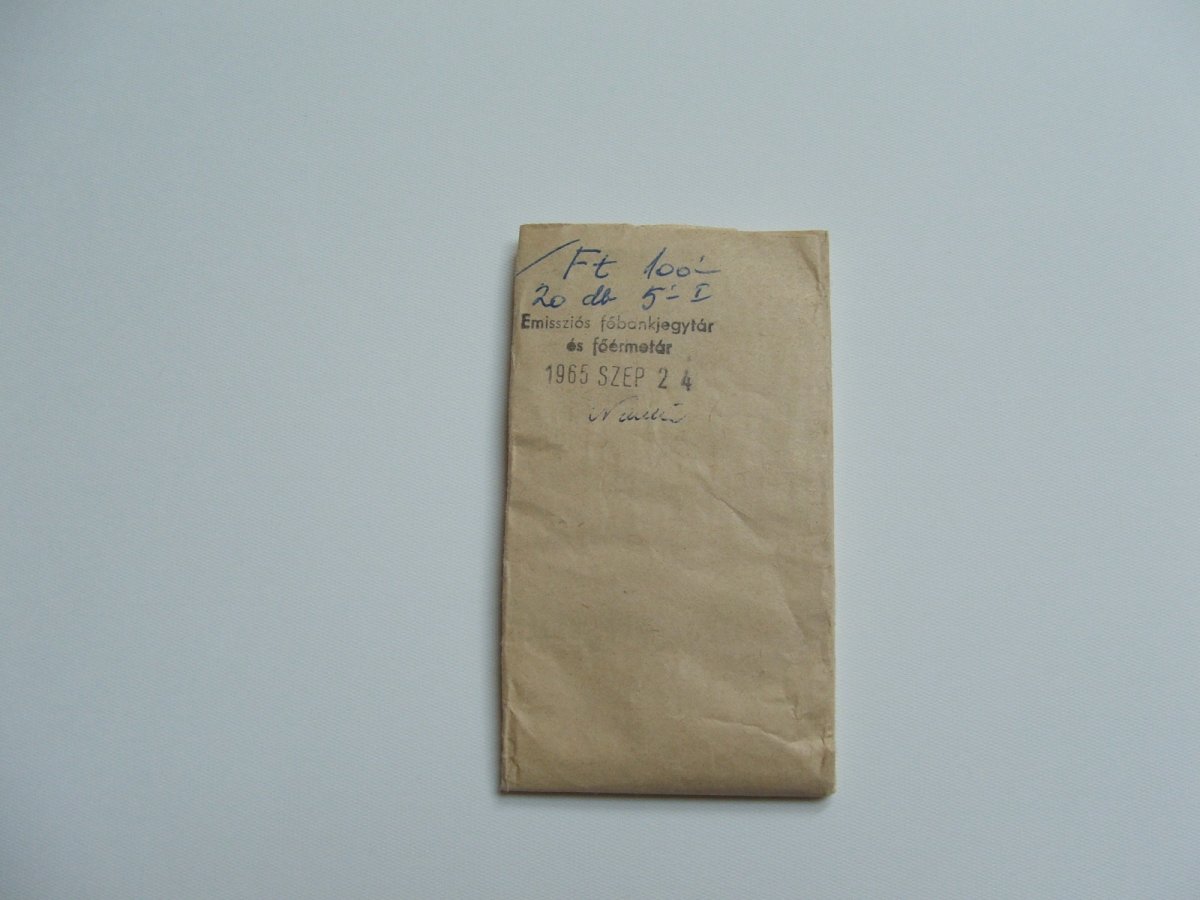 Ft 100'-
20 db 5'- I
Emissziós főbankjegytár
és főérmetár
1965 SZEP 24